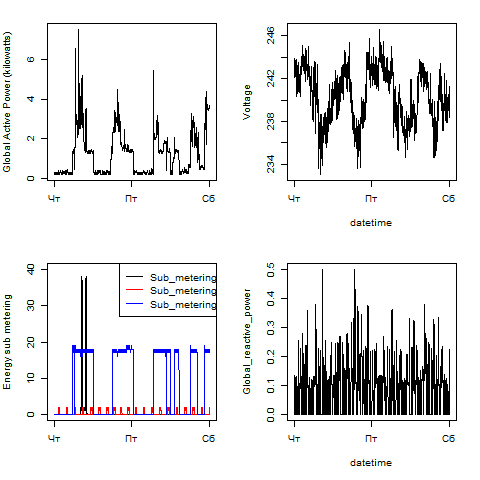 Global Active Power (kilowatts)
0 2 4 6
Чт Пт Сб
Voltage
234 238 242 246
Чт Пт Сб
datetime
Energy sub metering
0 10 20 30 40
Sub_metering
Sub_metering
Sub_metering
Чт Пт Сб
Global_reactive_power
0.0 0.1 0.2 0.3 0.4 0.5
Чт Пт Сб
datetime